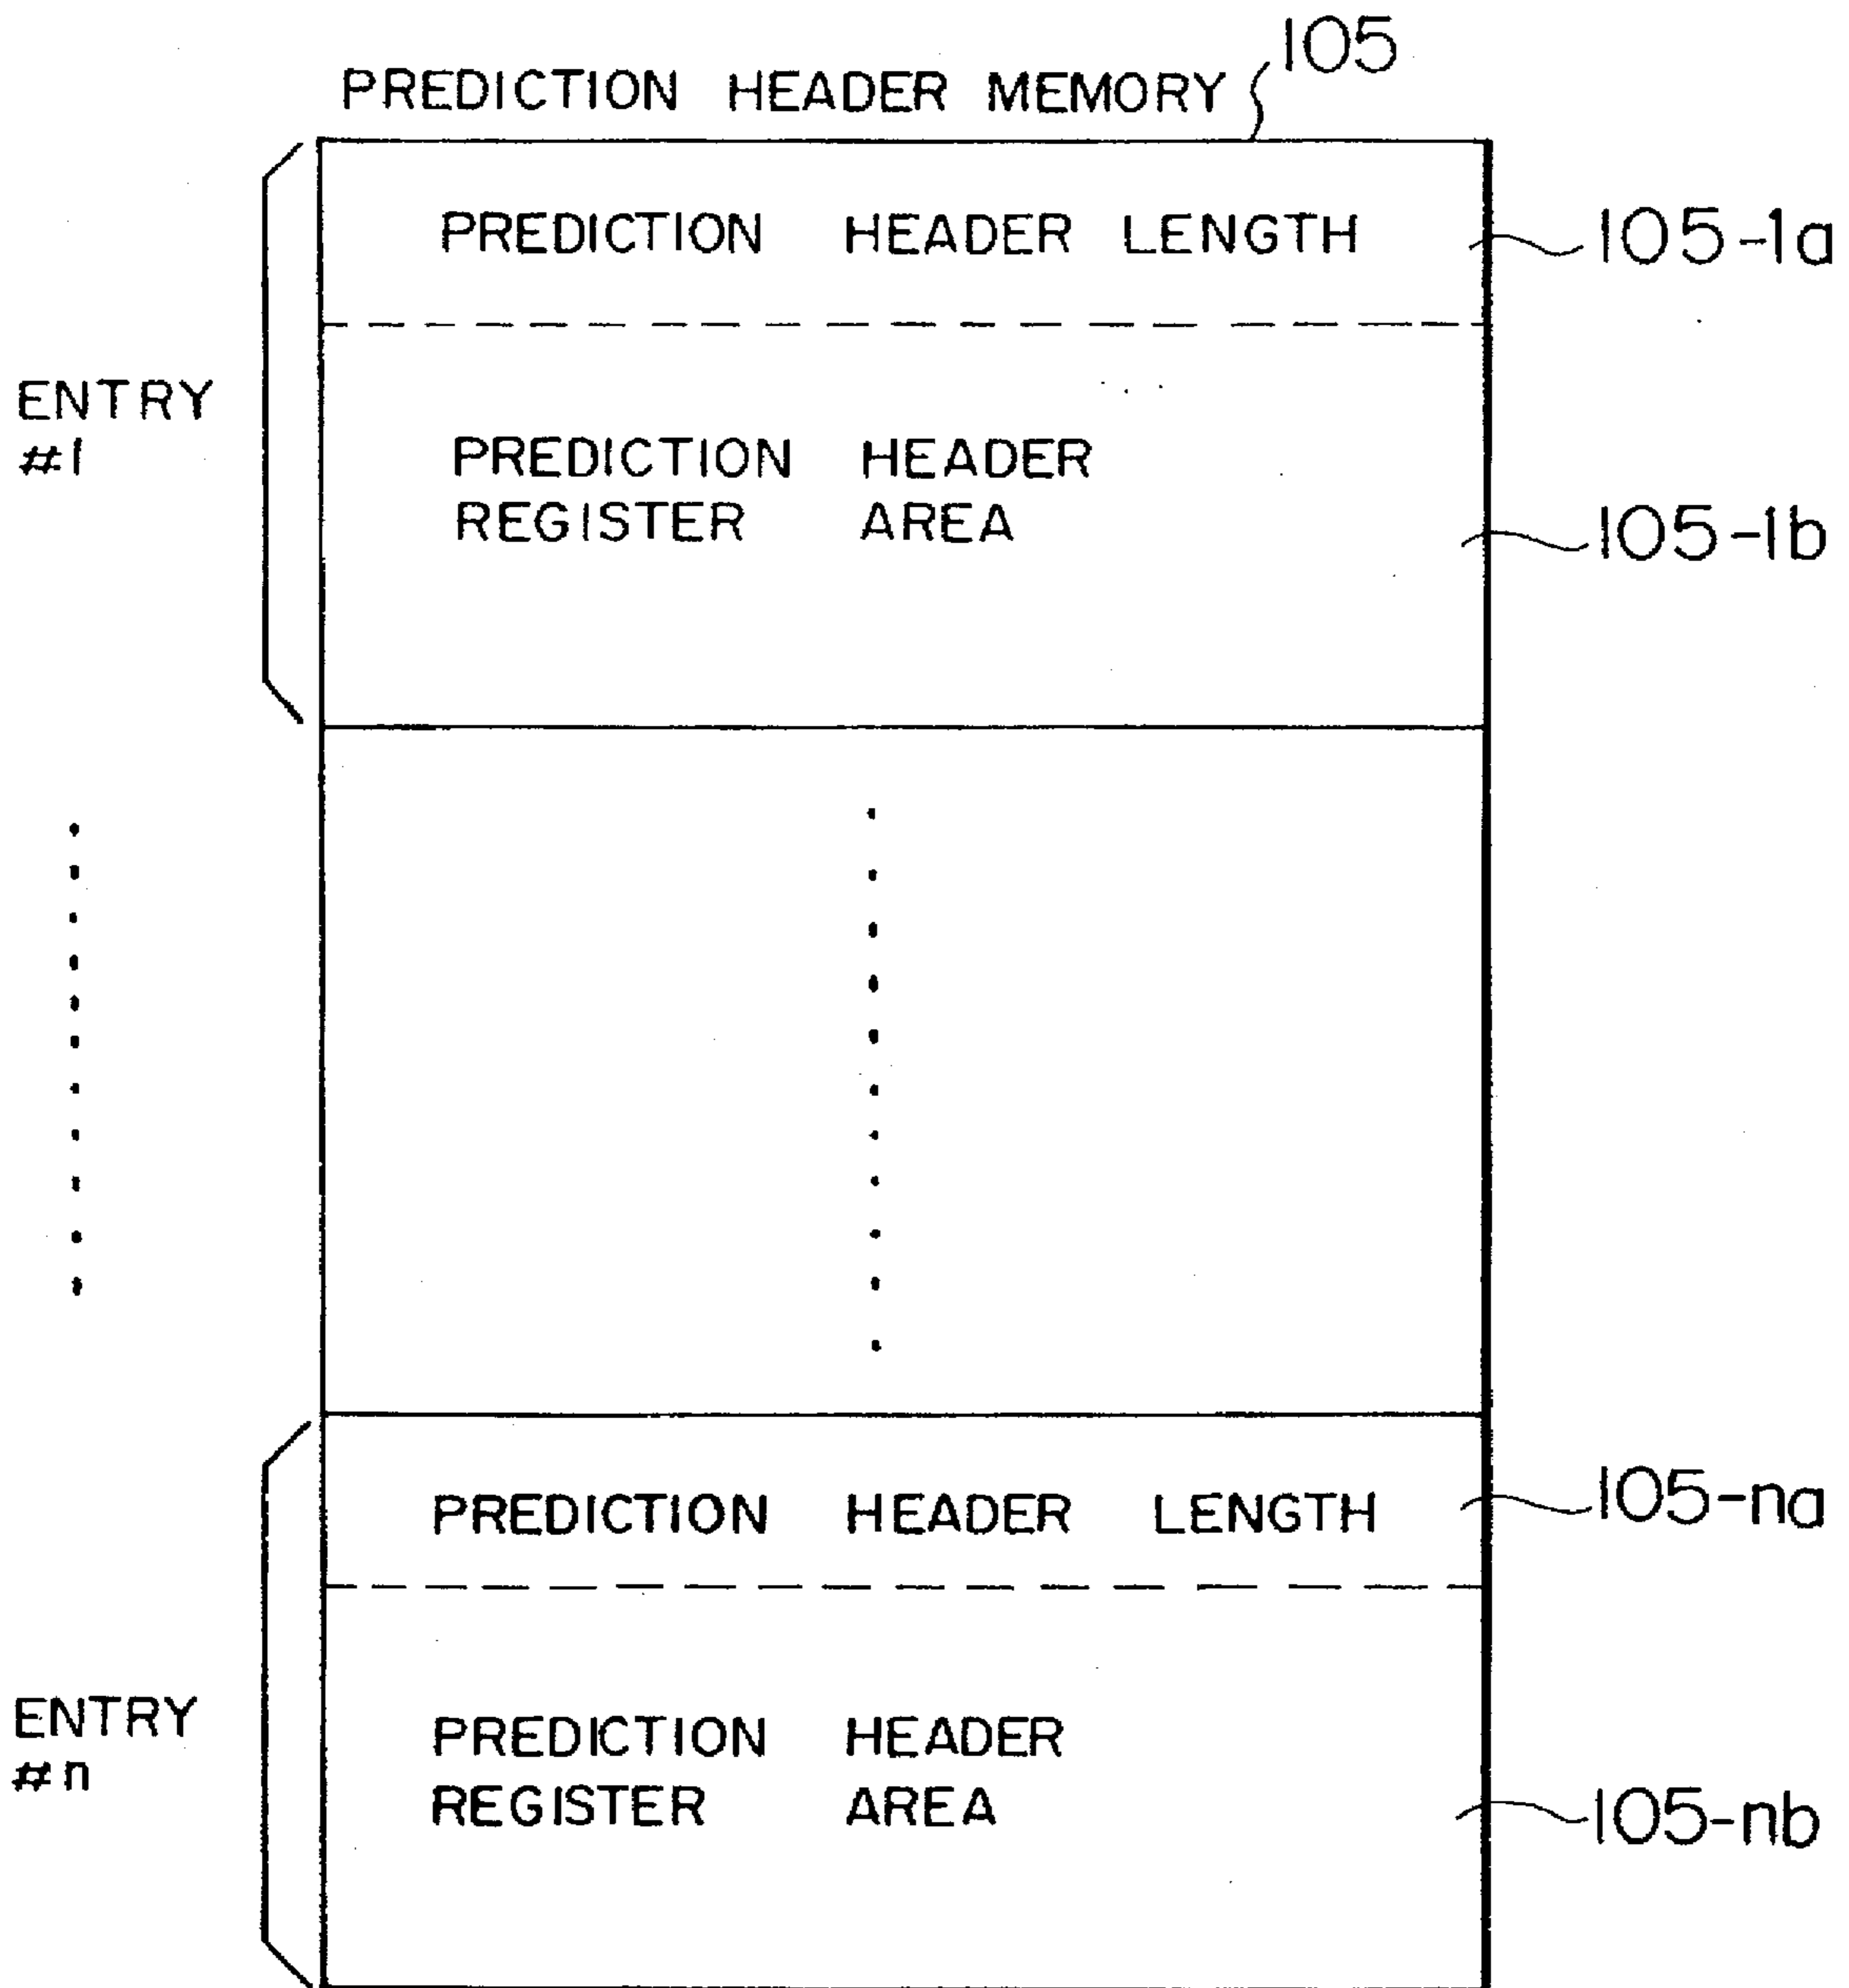 PREDICTION HEADER MEMORY 105
PREDICTION HEADER LENGTH 105-1a
ENTRY
#1
PREDICTION HEADER
REGISTER AREA
105-1b
PREDICTION HEADER LENGTH 105-na
ENTRY
#n
PREDICTION HEADER
REGISTER AREA
105-nb